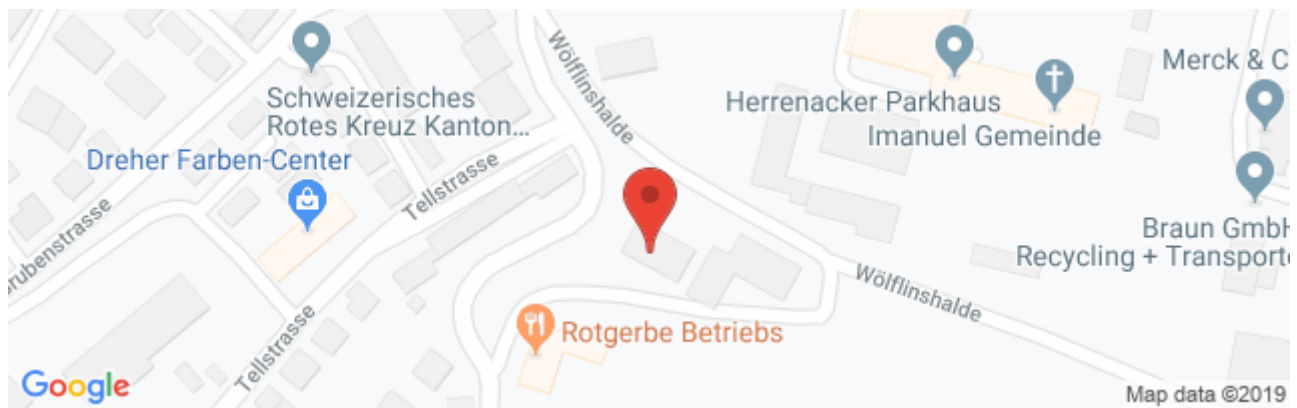 Wölflinshalde
Merck & C
Schweizerisches
Rotes Kreuz Kanton...
Herrenacker Parkhaus
Imanuel Gemeinde
Dreher Farben-Center
Tellstrasse
Braun GmbH
Recycling + Transporte
Wölflinshalde
rubenstrasse
Rotgerbe Betriebs
Tellstrasse
Google
Map data ©2019